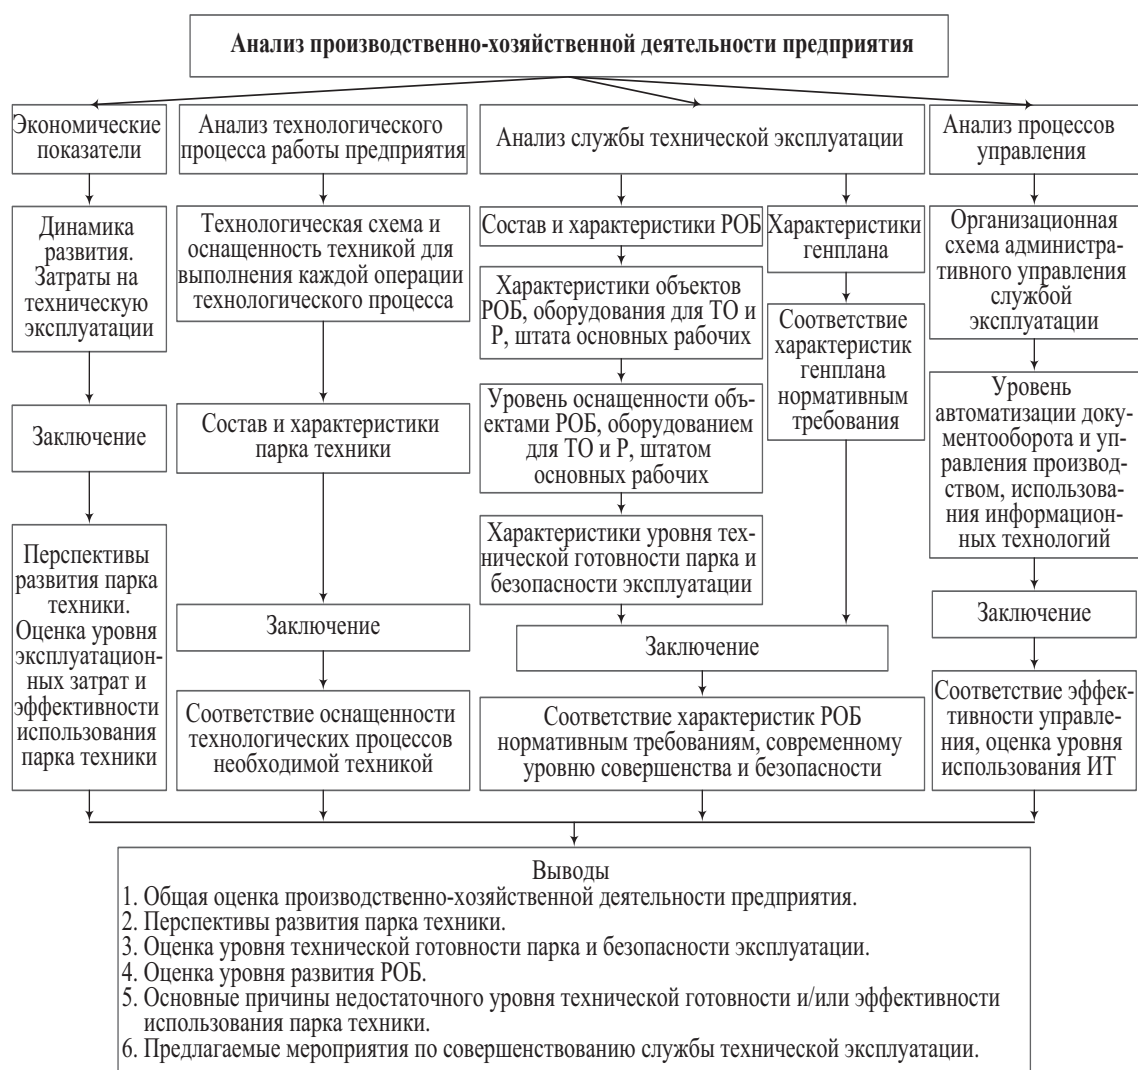 Анализ производственно-хозяйственной деятельности предприятия
Экономические
показатели
Анализ технологического
процесса работы предприятия
Анализ службы технической эксплуатации
Анализ процессов
управления
Динамика
развития.
Затраты на
техническую
эксплуатации
Технологическая схема и
оснащенность техникой для
выполнения каждой операции
технологического процесса
Состав и характеристики РОБ
Характеристики
генплана
Организационная
схема администра-
тивного управления
службой
эксплуатации
Характеристики объектов
РОБ, оборудования для ТО и
Р, штата основных рабочих
Соответствие
характеристик
генплана
нормативным
требования
Заключение
Состав и характеристики
парка техники
Уровень оснащенности объ-
ектами РОБ, оборудованием
для ТО и Р, штатом
основных рабочих
Уровень
автоматизации доку-
ментооборота и уп-
равления производ-
ством, использова-
ния информацион-
ных технологий
Перспективы
развития парка
техники.
Оценка уровня
эксплуатацион-
ных затрат и
эффективности
использования
парка техники
Характеристики уровня тех-
нической готовности парка и
безопасности эксплуатации
Заключение
Заключение
Заключение
Соответствие оснащенности
технологических процессов
необходимой техникой
Соответствие характеристик РОБ
нормативным требованиям, современному
уровню совершенства и безопасности
Соответствие эффек-
тивности управле-
ния, оценка уровня
использования ИТ
Выводы
1. Общая оценка производственно-хозяйственной деятельности предприятия.
2. Перспективы развития парка техники.
3. Оценка уровня технической готовности парка и безопасности эксплуатации.
4. Оценка уровня развития РОБ.
5. Основные причины недостаточного уровня технической готовности и/или эффективности
использования парка техники.
6. Предлагаемые мероприятия по совершенствованию службы технической эксплуатации.